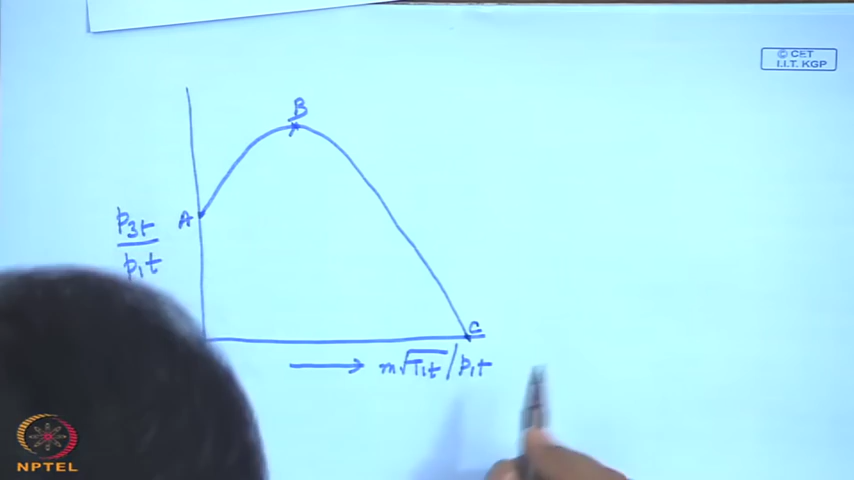 © CET
I.I.T. KGP
B
A
p3t
p1t
C
m√T1t/p1t
NPTEL